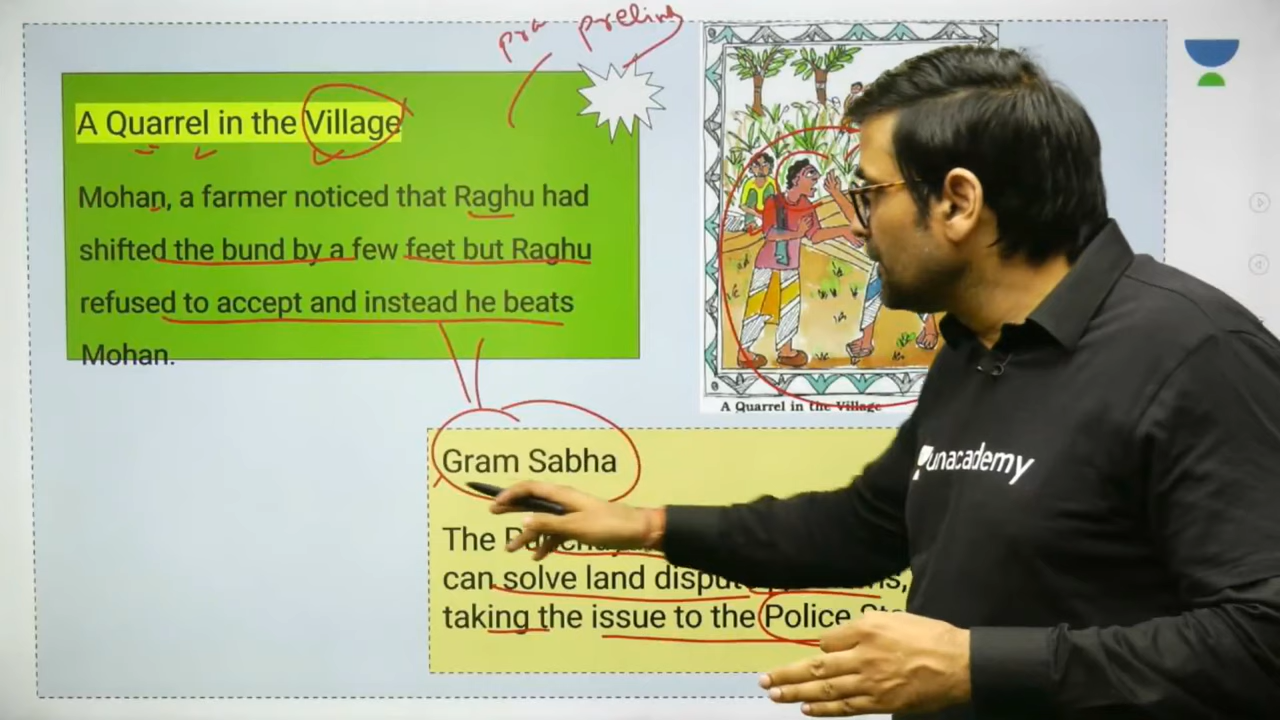 pra prelims
A Quarrel in the Village
Mohan, a farmer noticed that Raghu had
shifted the bund by a few feet but Raghu
refused to accept and instead he beats
Mohan.
A Quarrel in the Village
Gram Sabha
The
can solve land
taking the issue to the Police
unacademy